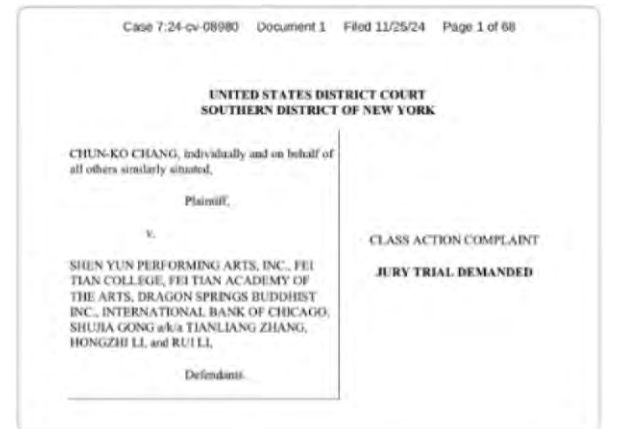 Case 7:24-cv-08980 Document 1 Filed 11/25/24 Page 1 of 68
UNITED STATES DISTRICT COURT
SOUTHERN DISTRICT OF NEW YORK
CHUN-KO CHANG, individually and on behalf of
all others similarly situated,
Plaintiff,
v.
SHEN YUN PERFORMING ARTS, INC., FEI
TIAN COLLEGE, FEI TIAN ACADEMY OF
THE ARTS, DRAGON SPRINGS BUDDHIST
INC., INTERNATIONAL BANK OF CHICAGO,
SHUJIA GONG a/k/a TIANLIANG ZHANG,
HONGZHI LI, and RUI LI,
Defendants.
CLASS ACTION COMPLAINT
JURY TRIAL DEMANDED